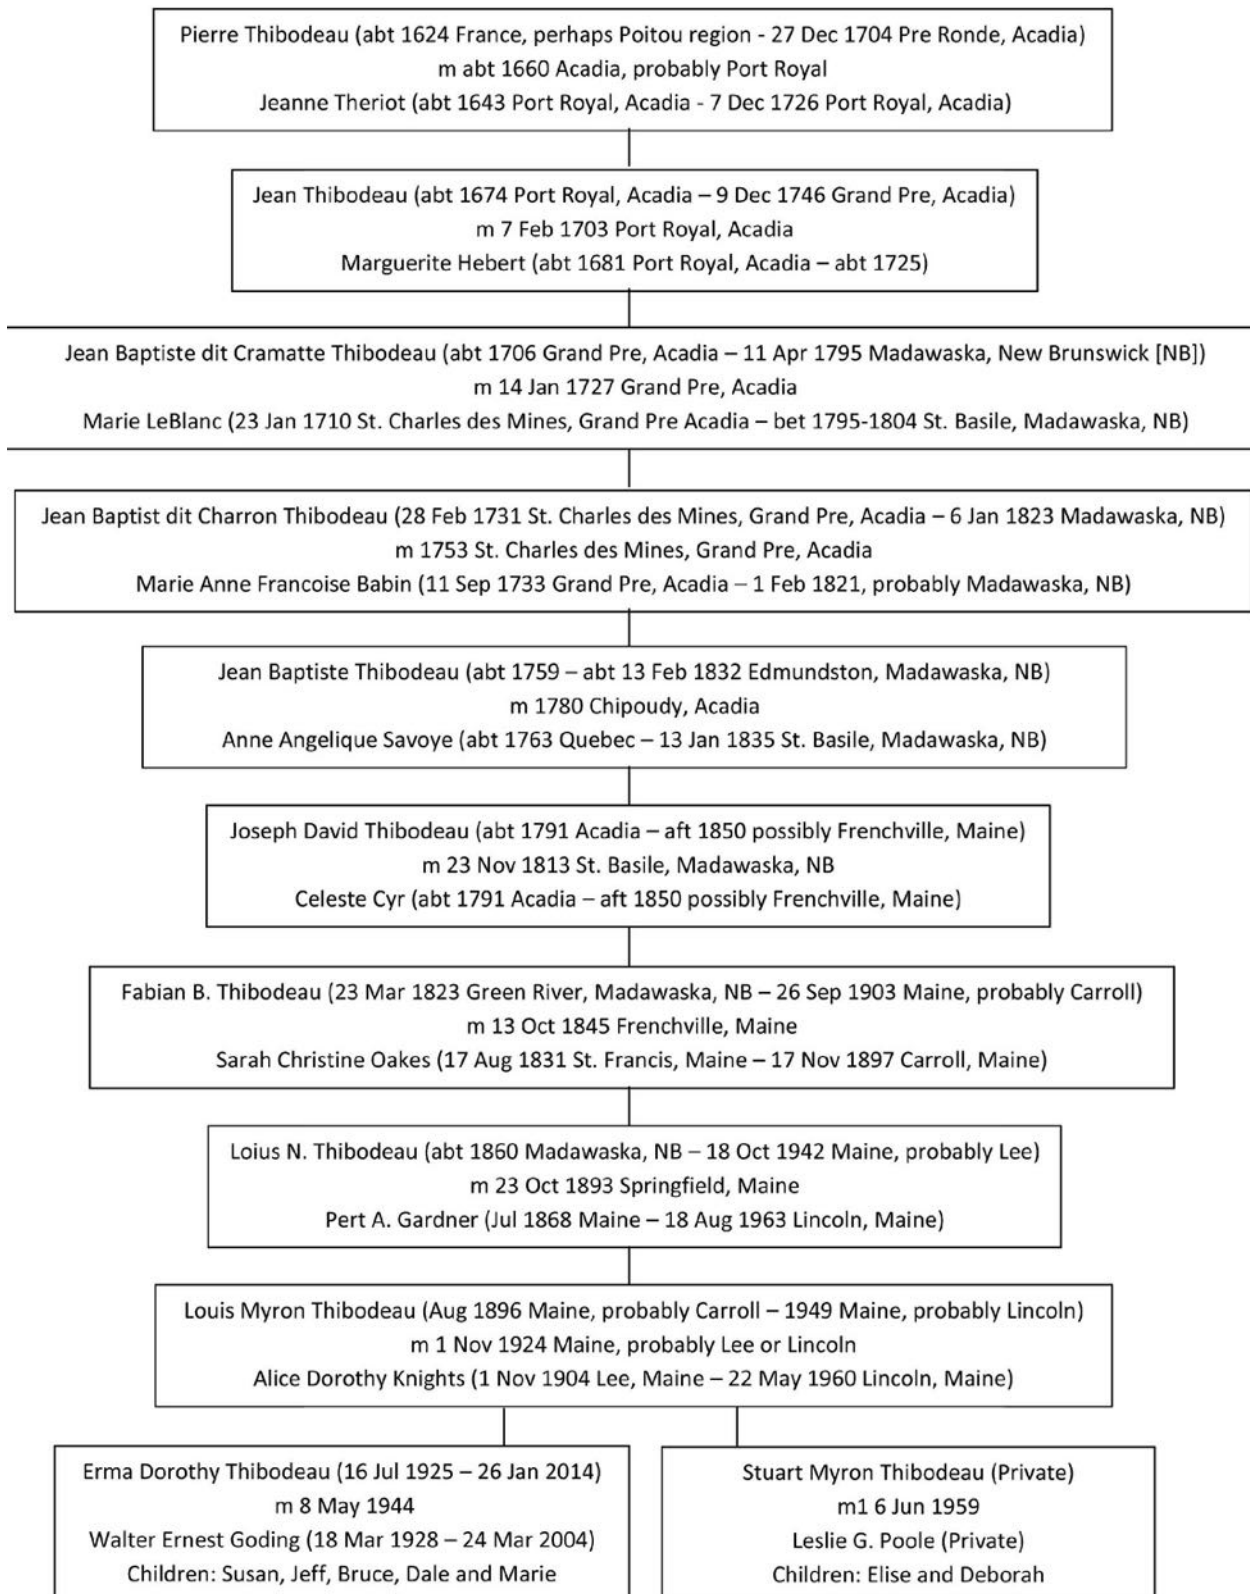 Pierre Thibodeau (abt 1624 France, perhaps Poitou region - 27 Dec 1704 Pre Ronde, Acadia)
m abt 1660 Acadia, probably Port Royal
Jeanne Theriot (abt 1643 Port Royal, Acadia - 7 Dec 1726 Port Royal, Acadia)
Jean Thibodeau (abt 1674 Port Royal, Acadia – 9 Dec 1746 Grand Pre, Acadia)
m 7 Feb 1703 Port Royal, Acadia
Marguerite Hebert (abt 1681 Port Royal, Acadia – abt 1725)
Jean Baptiste dit Cramatte Thibodeau (abt 1706 Grand Pre, Acadia – 11 Apr 1795 Madawaska, New Brunswick [NB])
m 14 Jan 1727 Grand Pre, Acadia
Marie LeBlanc (23 Jan 1710 St. Charles des Mines, Grand Pre Acadia – bet 1795-1804 St. Basile, Madawaska, NB)
Jean Baptist dit Charron Thibodeau (28 Feb 1731 St. Charles des Mines, Grand Pre, Acadia – 6 Jan 1823 Madawaska, NB)
m 1753 St. Charles des Mines, Grand Pre, Acadia
Marie Anne Francoise Babin (11 Sep 1733 Grand Pre, Acadia – 1 Feb 1821, probably Madawaska, NB)
Jean Baptiste Thibodeau (abt 1759 – abt 13 Feb 1832 Edmundston, Madawaska, NB)
m 1780 Chipoudy, Acadia
Anne Angelique Savoye (abt 1763 Quebec – 13 Jan 1835 St. Basile, Madawaska, NB)
Joseph David Thibodeau (abt 1791 Acadia – aft 1850 possibly Frenchville, Maine)
m 23 Nov 1813 St. Basile, Madawaska, NB
Celeste Cyr (abt 1791 Acadia – aft 1850 possibly Frenchville, Maine)
Fabian B. Thibodeau (23 Mar 1823 Green River, Madawaska, NB – 26 Sep 1903 Maine, probably Carroll)
m 13 Oct 1845 Frenchville, Maine
Sarah Christine Oakes (17 Aug 1831 St. Francis, Maine – 17 Nov 1897 Carroll, Maine)
Loius N. Thibodeau (abt 1860 Madawaska, NB – 18 Oct 1942 Maine, probably Lee)
m 23 Oct 1893 Springfield, Maine
Pert A. Gardner (Jul 1868 Maine – 18 Aug 1963 Lincoln, Maine)
Louis Myron Thibodeau (Aug 1896 Maine, probably Carroll – 1949 Maine, probably Lincoln)
m 1 Nov 1924 Maine, probably Lee or Lincoln
Alice Dorothy Knights (1 Nov 1904 Lee, Maine – 22 May 1960 Lincoln, Maine)
Erma Dorothy Thibodeau (16 Jul 1925 – 26 Jan 2014)
m 8 May 1944
Walter Ernest Goding (18 Mar 1928 – 24 Mar 2004)
Children: Susan, Jeff, Bruce, Dale and Marie
Stuart Myron Thibodeau (Private)
m1 6 Jun 1959
Leslie G. Poole (Private)
Children: Elise and Deborah